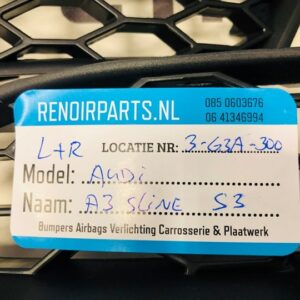 RENOIRPARTS.NL 085 0603676
06 41346994
L+R LOCATIE NR: 3-G3A-300
Model: AUDi
Naam: A3 SLINE S3
Bumpers Airbags Verlichting Carrosserie & Plaatwerk